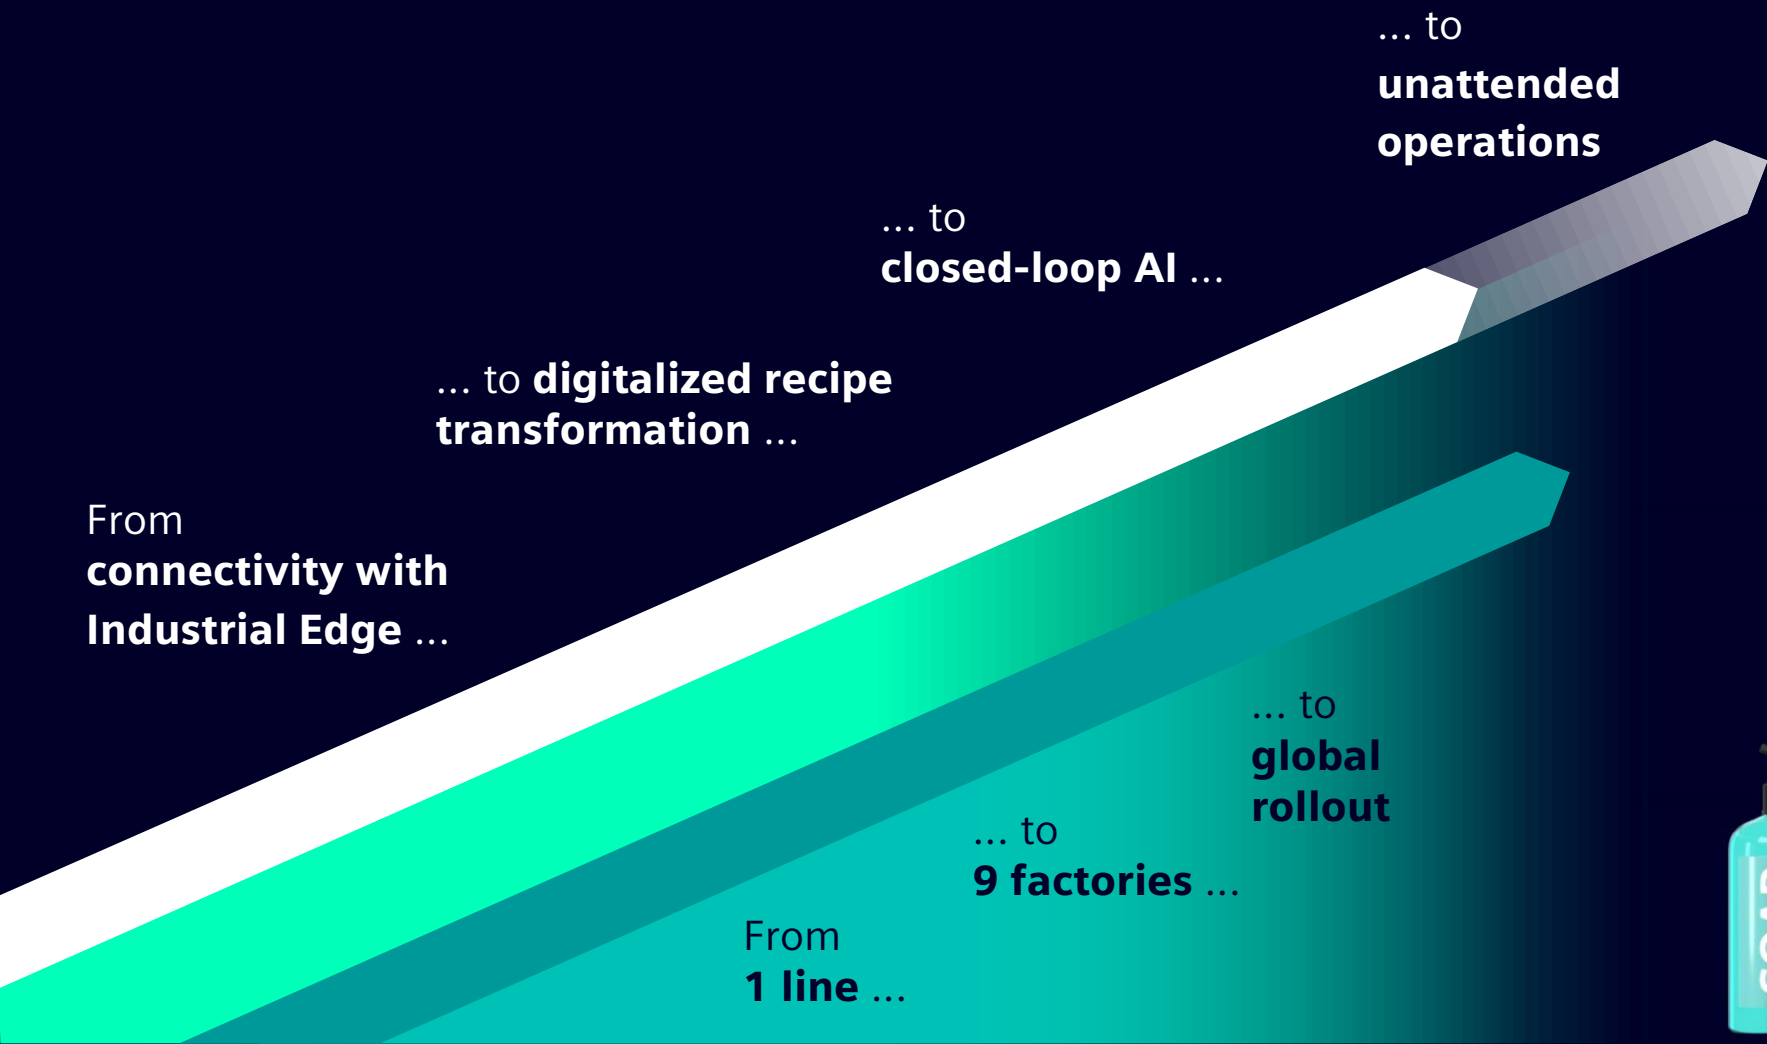 From
connectivity with
Industrial Edge ...
... to digitalized recipe
transformation ...
... to
closed-loop AI ...
... to
unattended
operations
From
1 line ...
... to
9 factories ...
... to
global
rollout